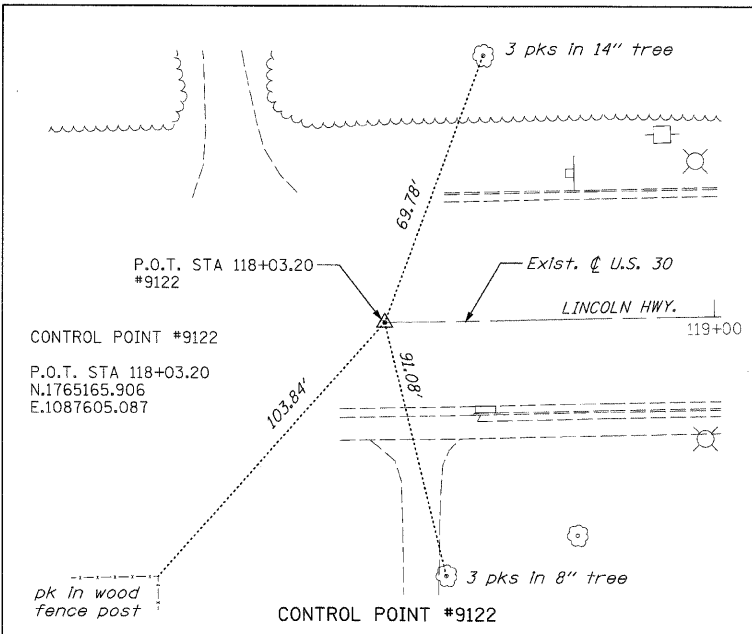 3 pks in 14" tree
69.78'
P.O.T. STA 118+03.20
#9122
Exist. ℄ U.S. 30
LINCOLN HWY.
119+00
CONTROL POINT #9122
P.O.T. STA 118+03.20
N.1765165.906
E.1087605.087
103.84'
91.08'
pk in wood
fence post
3 pks in 8" tree
CONTROL POINT #9122